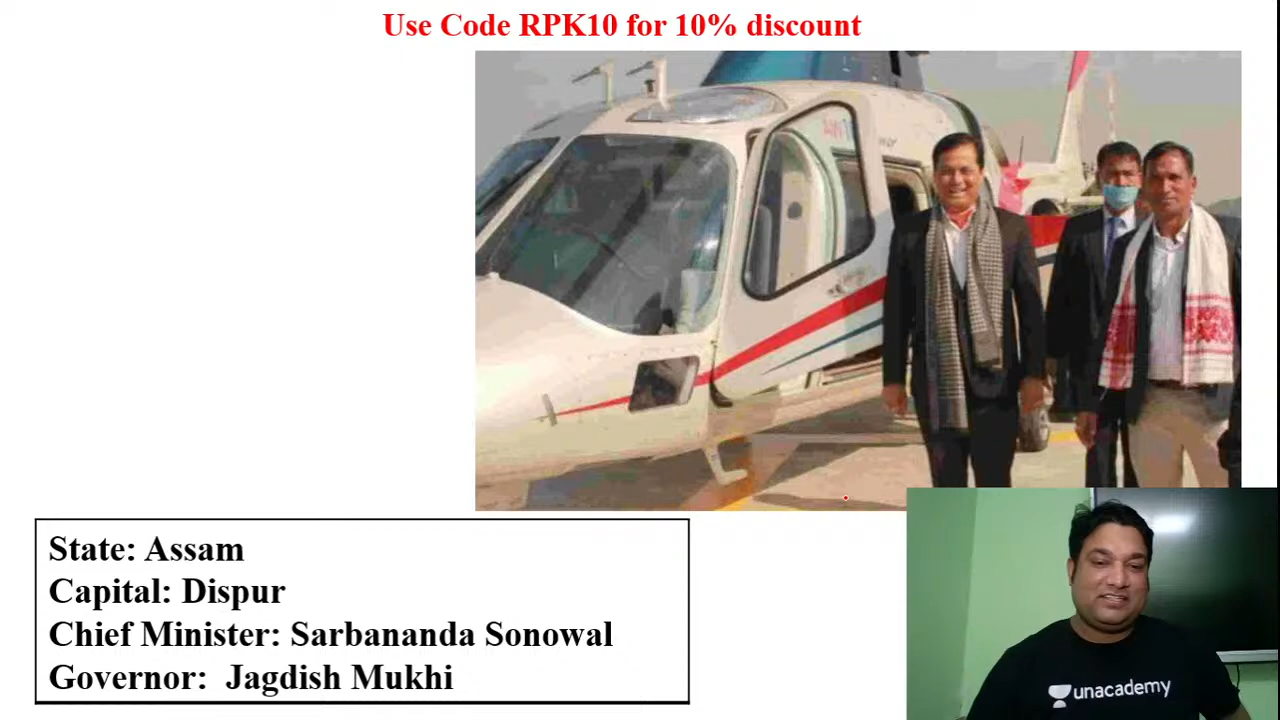 Use Code RPK10 for 10% discount
State: Assam
Capital: Dispur
Chief Minister: Sarbananda Sonowal
Governor: Jagdish Mukhi
unacademy